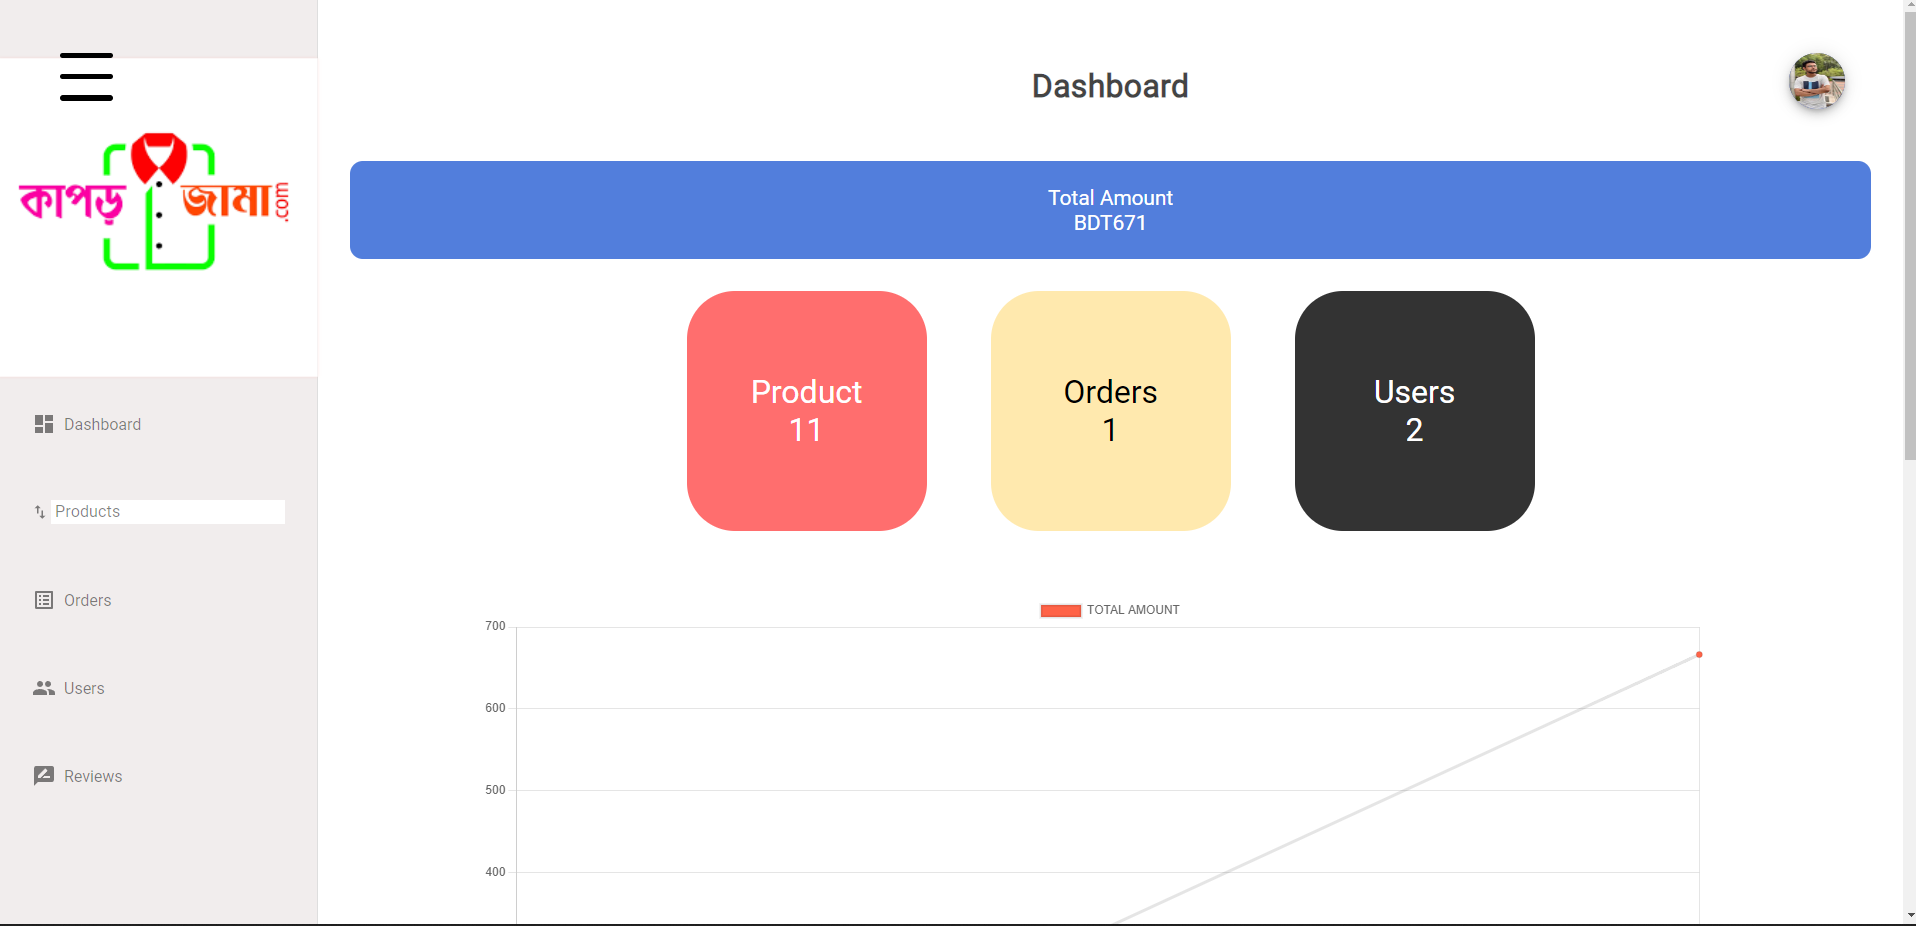 কাপড় জামা.com
Dashboard
Products
Orders
Users
Reviews
Dashboard
Total Amount
BDT671
Product
11
Orders
1
Users
2
TOTAL AMOUNT
700
600
500
400